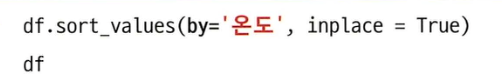 df.sort_values(by='온도', inplace = True)
df